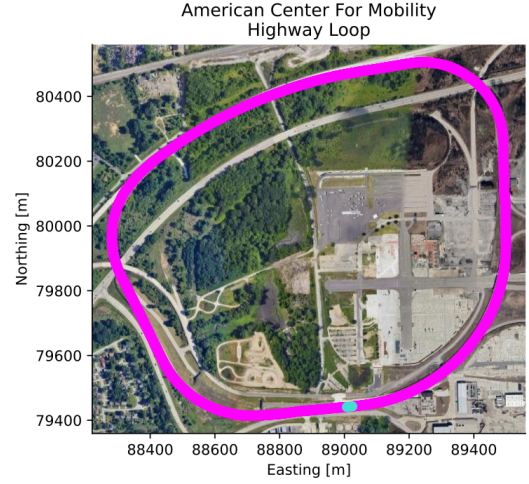 American Center For Mobility
Highway Loop
Northing [m]
80400
80200
80000
79800
79600
79400
88400 88600 88800 89000 89200 89400
Easting [m]